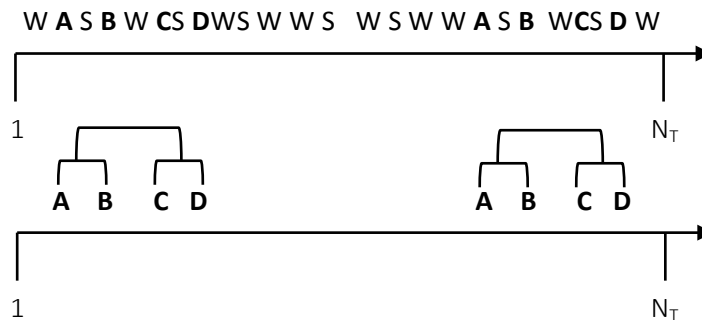 W A S B W CS DWS W W S W S W W A S B WCS D W
1 N_T
A B C D A B C D
1 N_T